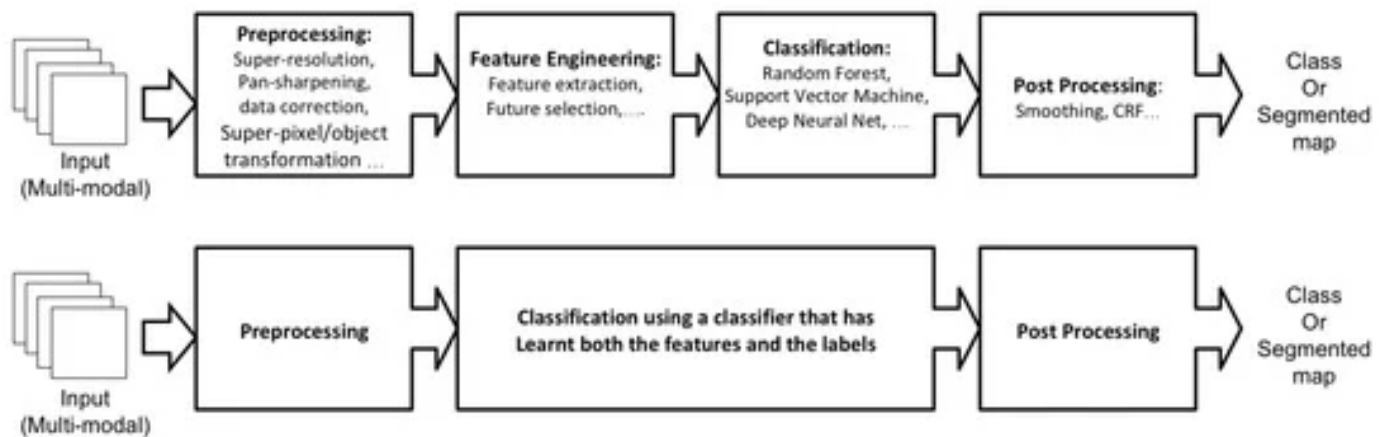 Input
(Multi-modal)
Preprocessing:
Super-resolution,
Pan-sharpening,
data correction,
Super-pixel/object
transformation ...
Feature Engineering:
Feature extraction,
Future selection,....
Classification:
Random Forest,
Support Vector Machine,
Deep Neural Net, ...
Post Processing:
Smoothing, CRF...
Class
Or
Segmented
map
Input
(Multi-modal)
Preprocessing
Classification using a classifier that has
Learnt both the features and the labels
Post Processing
Class
Or
Segmented
map